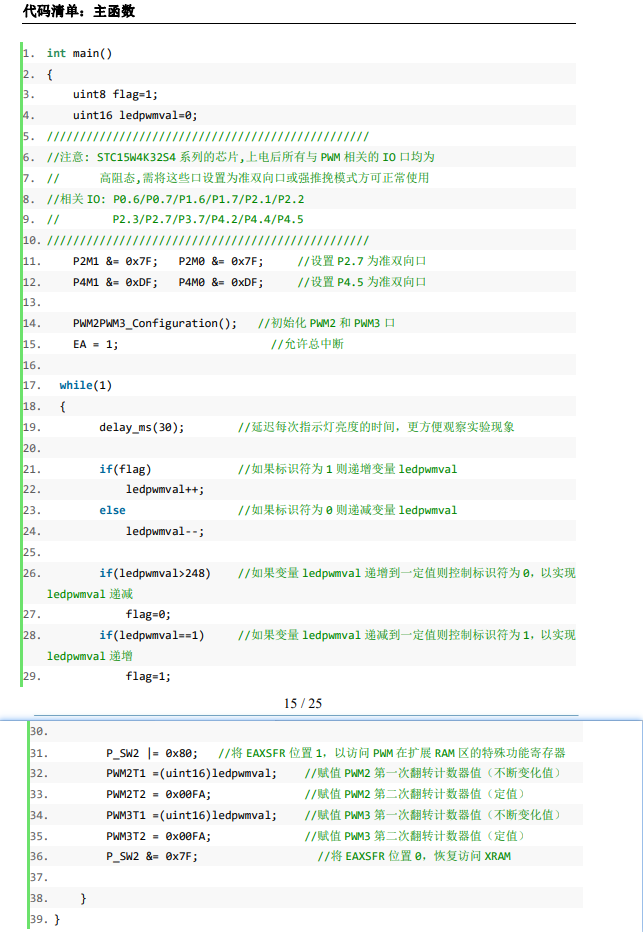 代码清单：主函数
1. int main()
2. {
3. uint8 flag=1;
4. uint16 ledpwmval=0;
5. /////////////////////////////////////////////////
6. //注意: STC15W4K32S4 系列的芯片,上电后所有与 PWM 相关的 IO 口均为
7. // 高阻态,需将这些口设置为准双向口或强推挽模式方可正常使用
8. //相关 IO: P0.6/P0.7/P1.6/P1.7/P2.1/P2.2
9. // P2.3/P2.7/P3.7/P4.2/P4.4/P4.5
10. /////////////////////////////////////////////////
11. P2M1 &= 0x7F; P2M0 &= 0x7F; //设置 P2.7 为准双向口
12. P4M1 &= 0xDF; P4M0 &= 0xDF; //设置 P4.5 为准双向口
13.
14. PWM2PWM3_Configuration(); //初始化 PWM2 和 PWM3 口
15. EA = 1; //允许总中断
16.
17. while(1)
18. {
19. delay_ms(30); //延迟每次指示灯亮度的时间，更方便观察实验现象
20.
21. if(flag) //如果标识符为 1 则递增变量 ledpwmval
22. ledpwmval++;
23. else //如果标识符为 0 则递减变量 ledpwmval
24. ledpwmval--;
25.
26. if(ledpwmval>248) //如果变量 ledpwmval 递增到一定值则控制标识符为 0，以实现
ledpwmval 递减
27. flag=0;
28. if(ledpwmval==1) //如果变量 ledpwmval 递减到一定值则控制标识符为 1，以实现
ledpwmval 递增
29. flag=1;
15 / 25
30.
31. P_SW2 |= 0x80; //将 EAXSFR 位置 1，以访问 PWM 在扩展 RAM 区的特殊功能寄存器
32. PWM2T1 =(uint16)ledpwmval; //赋值 PWM2 第一次翻转计数器值（不断变化值）
33. PWM2T2 = 0x00FA; //赋值 PWM2 第二次翻转计数器值（定值）
34. PWM3T1 =(uint16)ledpwmval; //赋值 PWM3 第一次翻转计数器值（不断变化值）
35. PWM3T2 = 0x00FA; //赋值 PWM3 第二次翻转计数器值（定值）
36. P_SW2 &= 0x7F; //将 EAXSFR 位置 0，恢复访问 XRAM
37.
38. }
39. }